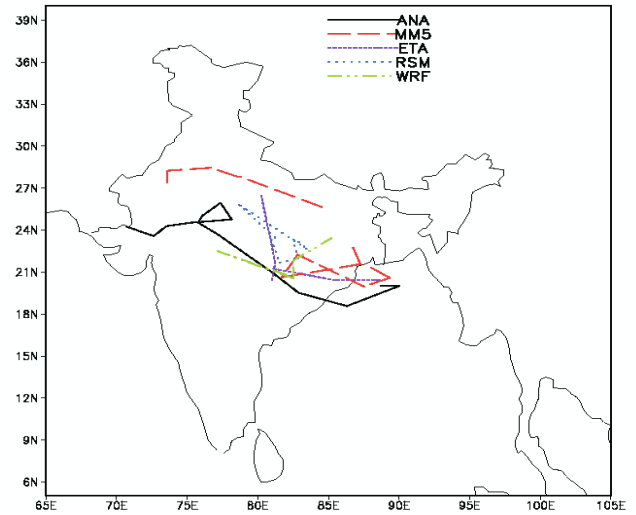 39N
ANA
MM5
36N
ETA
RSM
33N
WRF
30N
27N
24N
21N
18N
15N
12N
9N
6N
65E 70E 75E 80E 85E 90E 95E 100E 105E